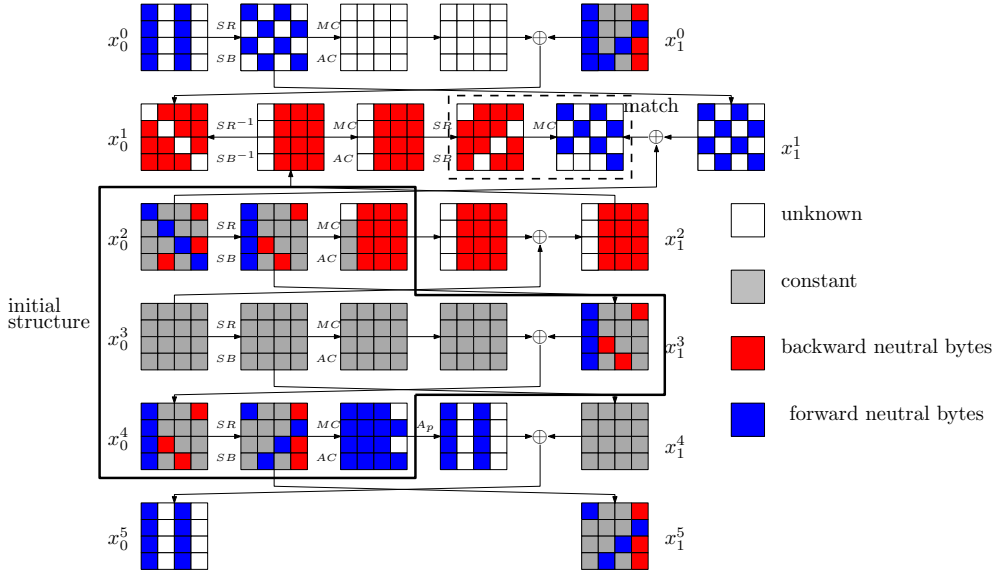 SR MC
x_0^0 ⊕ x_1^0
SB AC
match
SR^{-1} MC SR MC
x_0^1 ⊕ x_1^1
SB^{-1} AC SB
SR MC
x_0^2 ⊕ x_1^2
SB AC
unknown
constant
initial
structure
SR MC
x_0^3 ⊕ x_1^3
SB AC
backward neutral bytes
forward neutral bytes
SR MC A_p
x_0^4 ⊕ x_1^4
SB AC
x_0^5 x_1^5